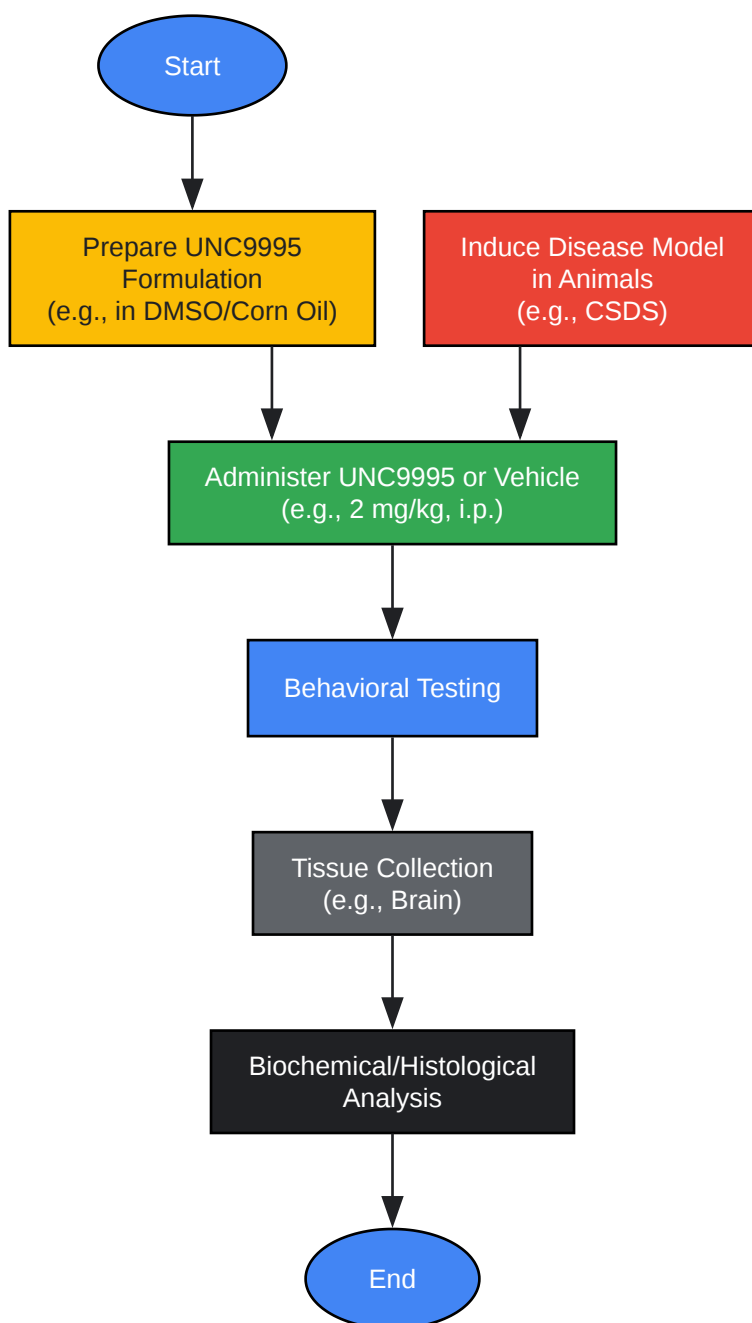 Start
Prepare UNC9995
Formulation
(e.g., in DMSO/Corn Oil)
Induce Disease Model
in Animals
(e.g., CSDS)
Administer UNC9995 or Vehicle
(e.g., 2 mg/kg, i.p.)
Behavioral Testing
Tissue Collection
(e.g., Brain)
Biochemical/Histological
Analysis
End